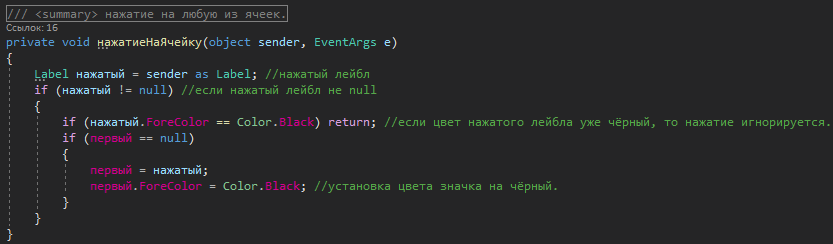 /// <summary> нажатие на любую из ячеек.
Ссылок: 16
private void нажатиеНаЯчейку(object sender, EventArgs e)
{
Label нажатый = sender as Label; //нажатый лейбл
if (нажатый != null) //если нажатый лейбл не null
{
if (нажатый.ForeColor == Color.Black) return; //если цвет нажатого лейбла уже чёрный, то нажатие игнорируется.
if (первый == null)
{
первый = нажатый;
первый.ForeColor = Color.Black; //установка цвета значка на чёрный.
}
}
}